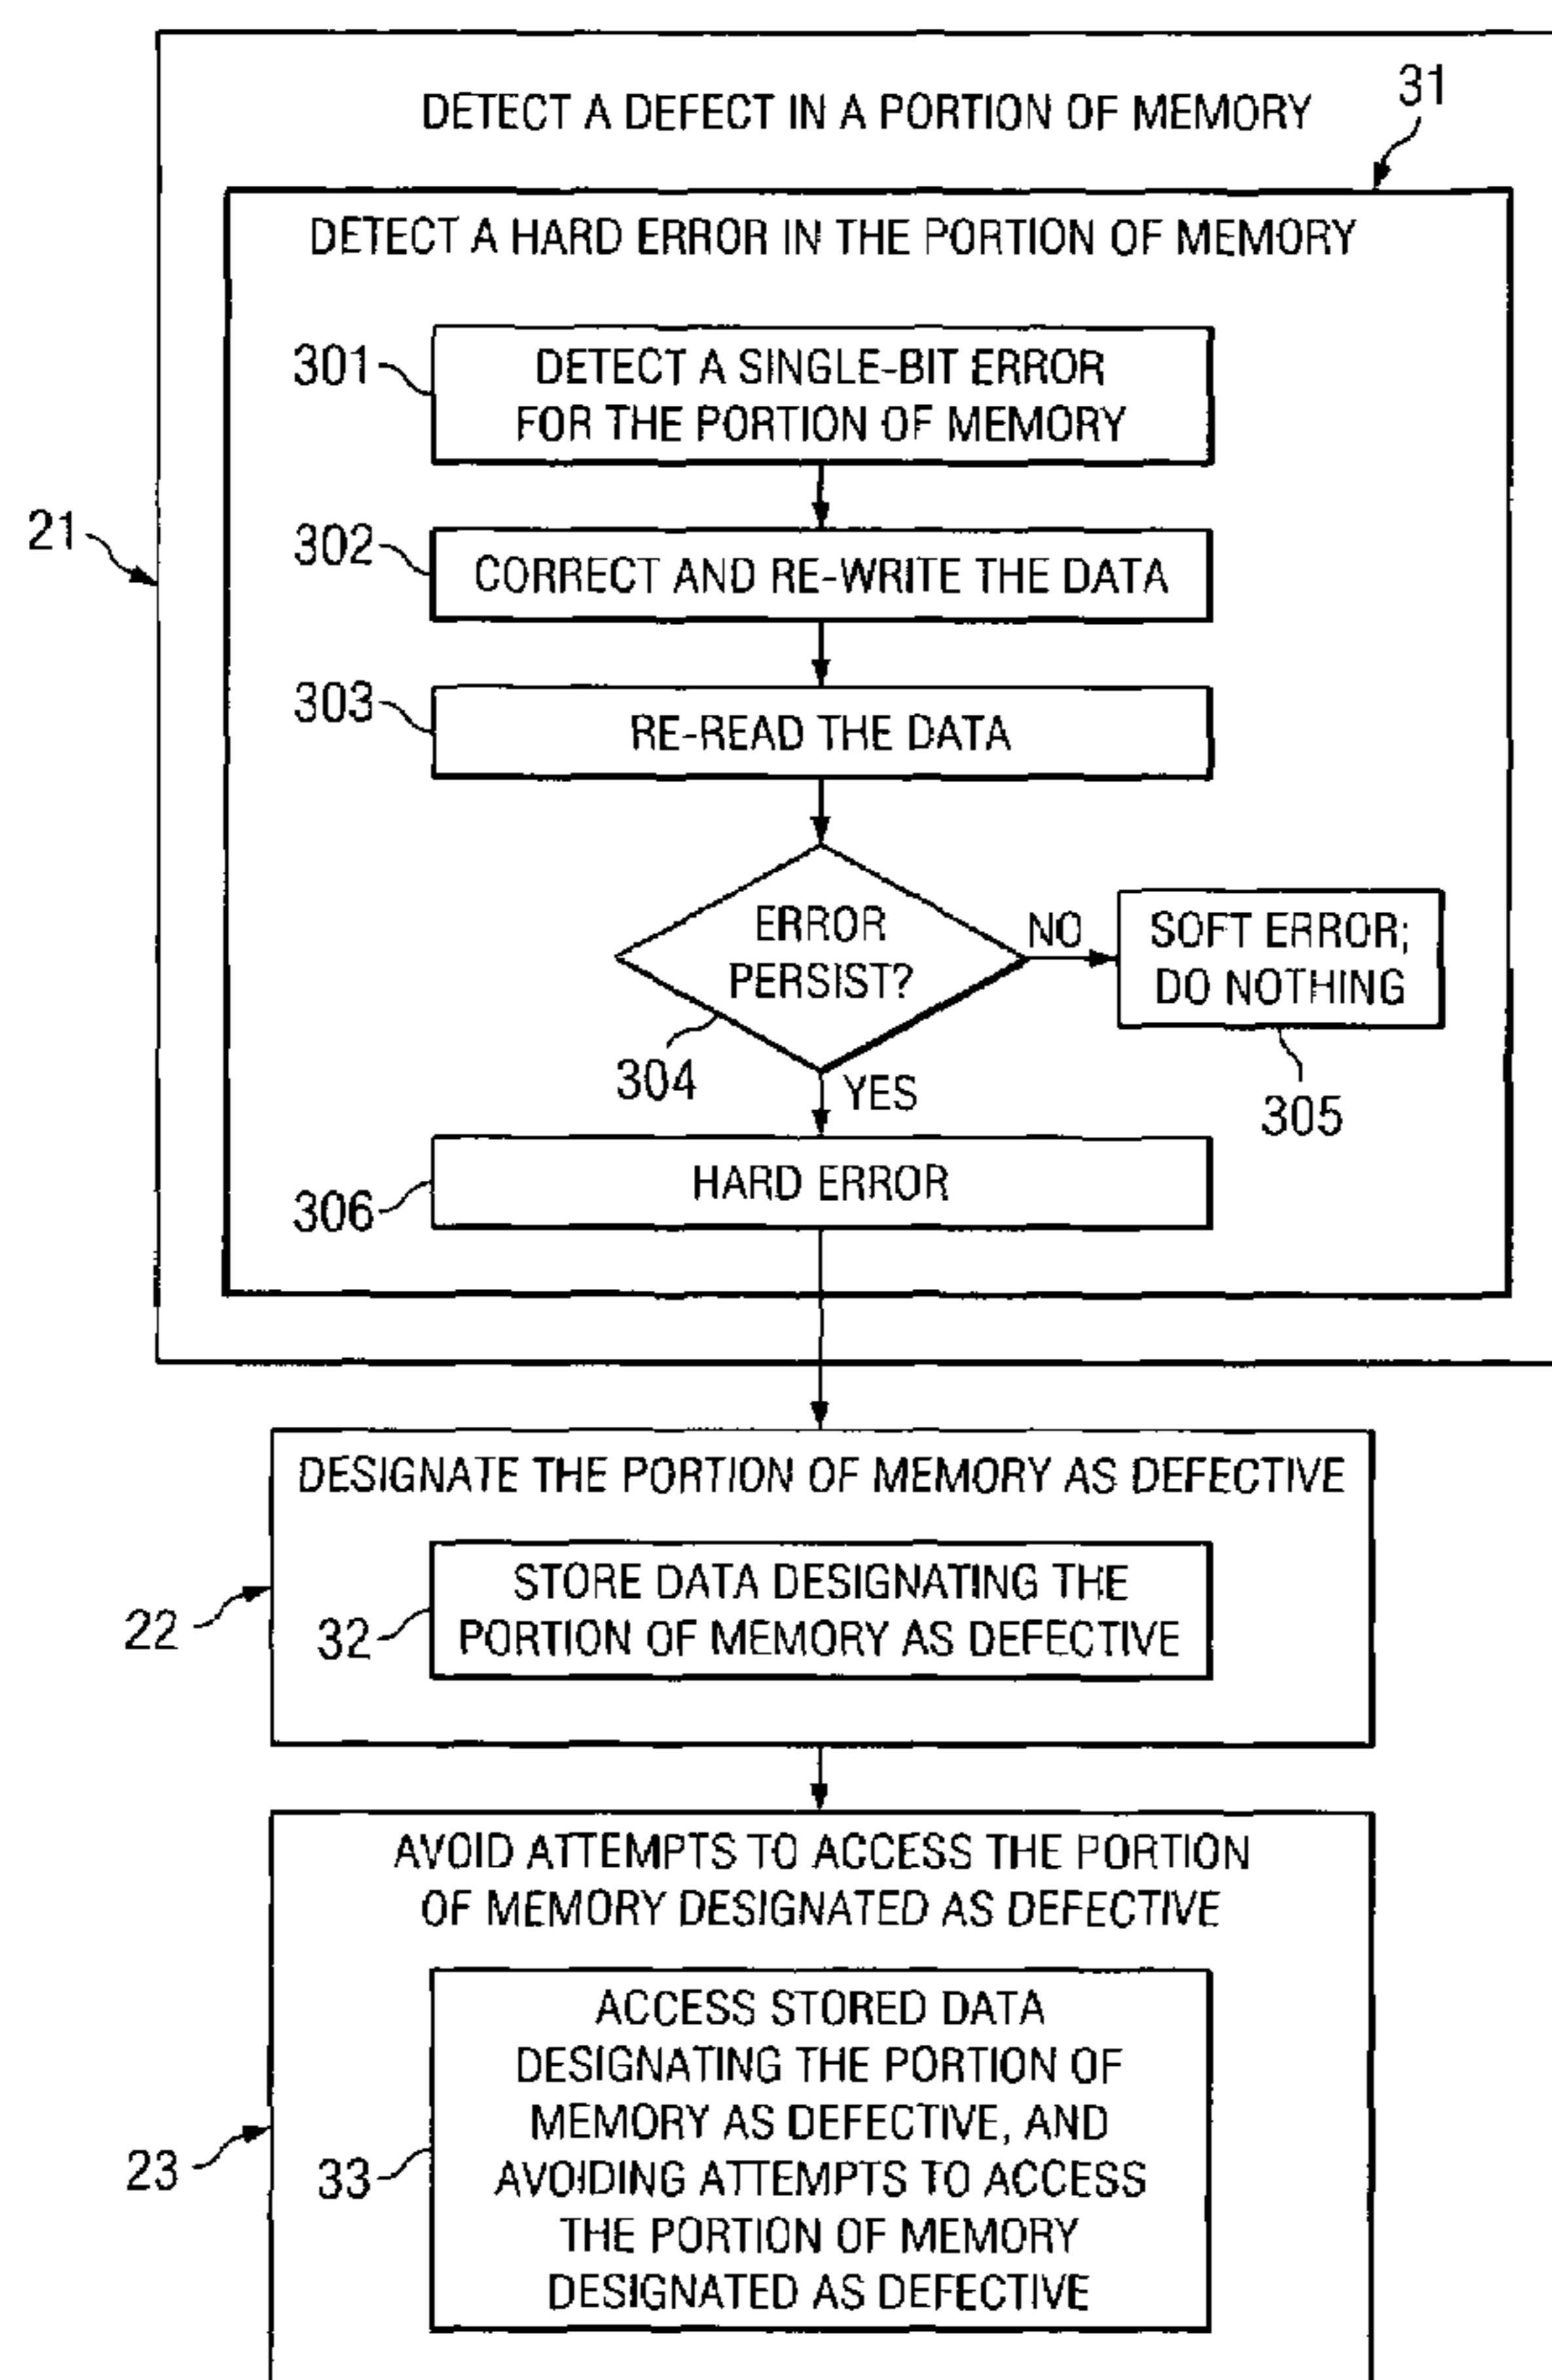 DETECT A DEFECT IN A PORTION OF MEMORY
31
DETECT A HARD ERROR IN THE PORTION OF MEMORY
301
DETECT A SINGLE-BIT ERROR
FOR THE PORTION OF MEMORY
21
302
CORRECT AND RE-WRITE THE DATA
303
RE-READ THE DATA
ERROR
PERSIST?
NO
SOFT ERROR;
DO NOTHING
304
YES
305
HARD ERROR
306
DESIGNATE THE PORTION OF MEMORY AS DEFECTIVE
22
32
STORE DATA DESIGNATING THE
PORTION OF MEMORY AS DEFECTIVE
AVOID ATTEMPTS TO ACCESS THE PORTION
OF MEMORY DESIGNATED AS DEFECTIVE
23
33
ACCESS STORED DATA
DESIGNATING THE PORTION OF
MEMORY AS DEFECTIVE, AND
AVOIDING ATTEMPTS TO ACCESS
THE PORTION OF MEMORY
DESIGNATED AS DEFECTIVE